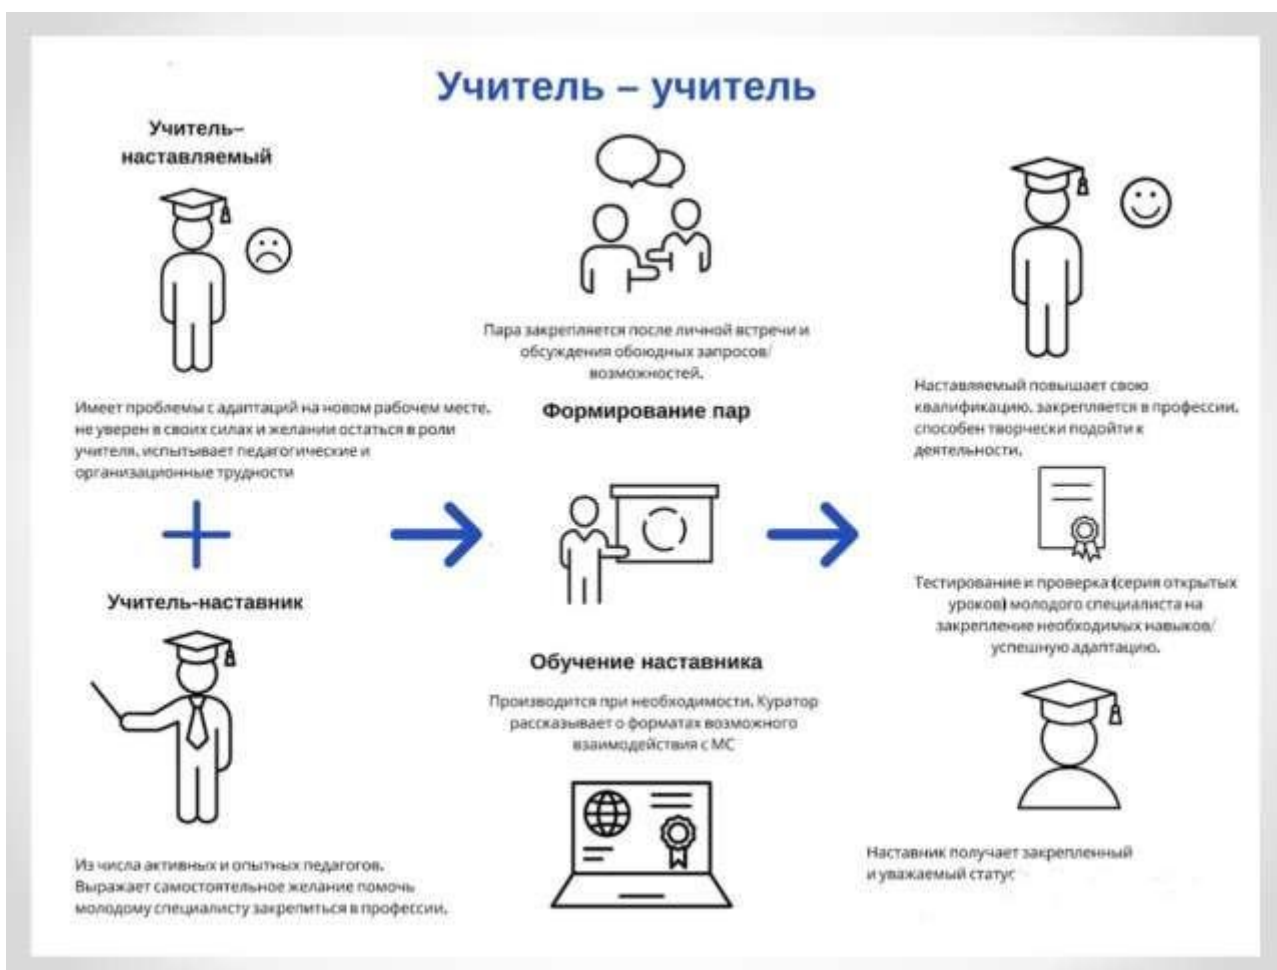 Учитель – учитель
Учитель–
наставляемый
Имеет проблемы с адаптаций на новом рабочем месте,
не уверен в своих силах и желании остаться в роли
учителя, испытывает педагогические и
организационные трудности
Учитель-наставник
Из числа активных и опытных педагогов.
Выражает самостоятельное желание помочь
молодому специалисту закрепиться в профессии.
Пара закрепляется после личной встречи и
обсуждения обоюдных запросов/
возможностей.
Формирование пар
Обучение наставника
Производится при необходимости. Куратор
рассказывает о форматах возможного
взаимодействия с МС
Наставляемый повышает свою
квалификацию, закрепляется в профессии,
способен творчески подойти к
деятельности.
Тестирование и проверка (серия открытых
уроков) молодого специалиста на
закрепление необходимых навыков/
успешную адаптацию.
Наставник получает закрепленный
и уважаемый статус